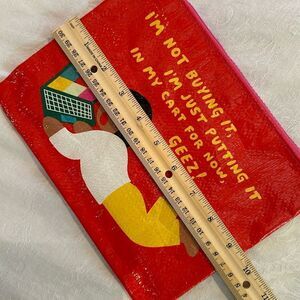 I'M NOT BUYING IT,
I'M JUST PUTTING IT
IN MY CART FOR NOW
GEEZ!